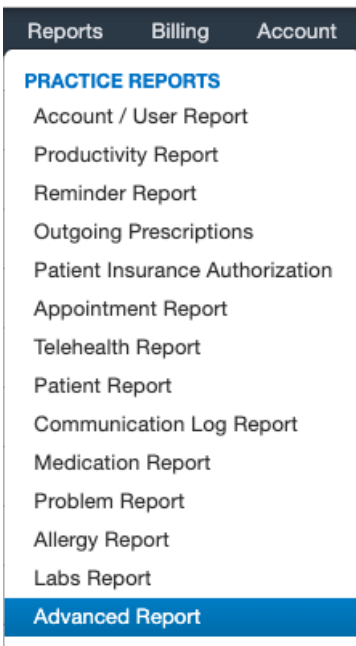 Reports Billing Account
PRACTICE REPORTS
Account / User Report
Productivity Report
Reminder Report
Outgoing Prescriptions
Patient Insurance Authorization
Appointment Report
Telehealth Report
Patient Report
Communication Log Report
Medication Report
Problem Report
Allergy Report
Labs Report
Advanced Report